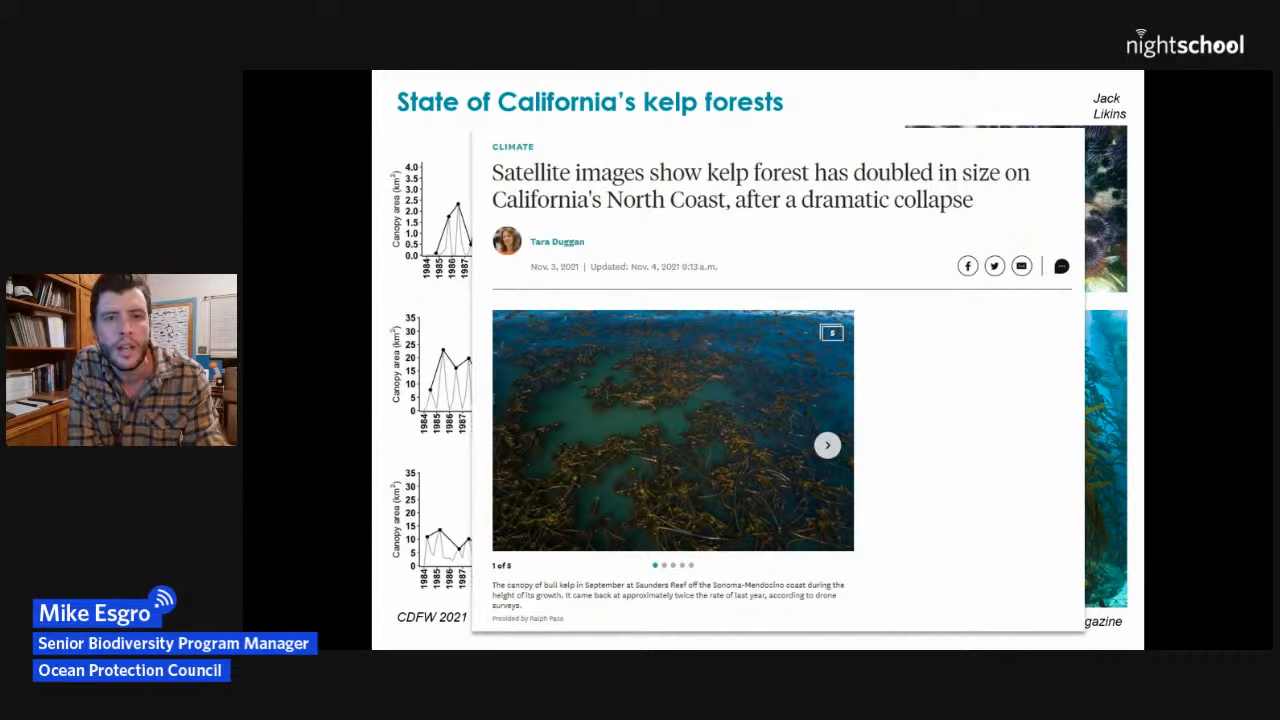 nightschool
State of California's kelp forests
Jack
Likins
CLIMATE
Satellite images show kelp forest has doubled in size on
California's North Coast, after a dramatic collapse
Tara Duggan
Nov. 3, 2021 | Updated: Nov. 4, 2021 9:13 a.m.
Canopy area (km²)
4.0
3.5
3.0
2.5
2.0
1.5
1.0
0.5
0.0
1984
1985
1986
1987
Canopy area (km²)
35
30
25
20
15
10
5
0
1984
1985
1986
1987
Canopy area (km²)
35
30
25
20
15
10
5
0
1984
1985
1986
1987
5
1 of 5
The canopy of bull kelp in September at Saunders Reef off the Sonoma-Mendocino coast during the
height of its growth. It came back at approximately twice the rate of last year, according to drone
surveys.
Provided by Ralph Pace
CDFW 2021
gazine
Mike Esgro
Senior Biodiversity Program Manager
Ocean Protection Council